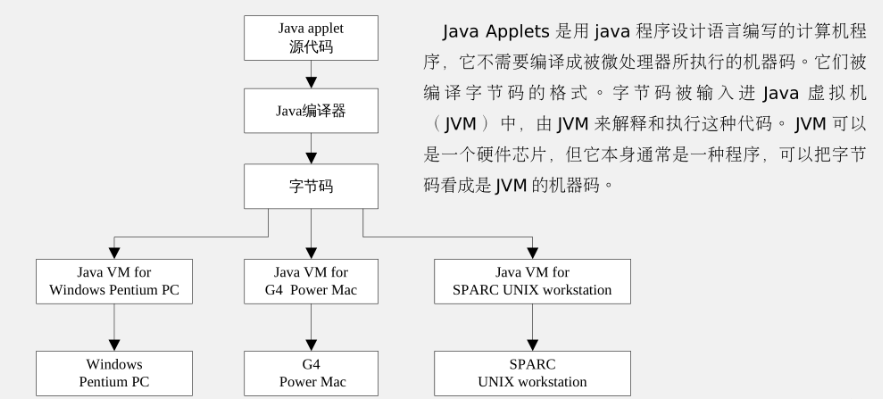 Java applet
源代码
Java编译器
字节码
Java VM for
Windows Pentium PC
Java VM for
G4 Power Mac
Java VM for
SPARC UNIX workstation
Windows
Pentium PC
G4
Power Mac
SPARC
UNIX workstation
Java Applets 是用 java 程序设计语言编写的计算机程
序，它不需要编译成被微处理器所执行的机器码。它们被
编译字节码的格式。字节码被输入进 Java 虚拟机
（JVM）中，由 JVM 来解释和执行这种代码。 JVM 可以
是一个硬件芯片，但它本身通常是一种程序，可以把字节
码看成是 JVM 的机器码。